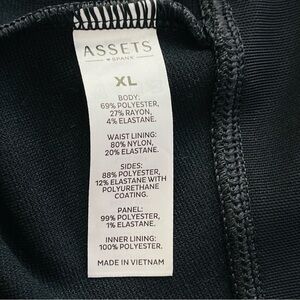 ASSETS
♥ SPANX
XL
BODY:
69% POLYESTER,
27% RAYON,
4% ELASTANE.
WAIST LINING:
80% NYLON,
20% ELASTANE.
SIDES:
88% POLYESTER,
12% ELASTANE WITH
POLYURETHANE
COATING.
PANEL:
99% POLYESTER,
1% ELASTANE.
INNER LINING:
100% POLYESTER.
MADE IN VIETNAM